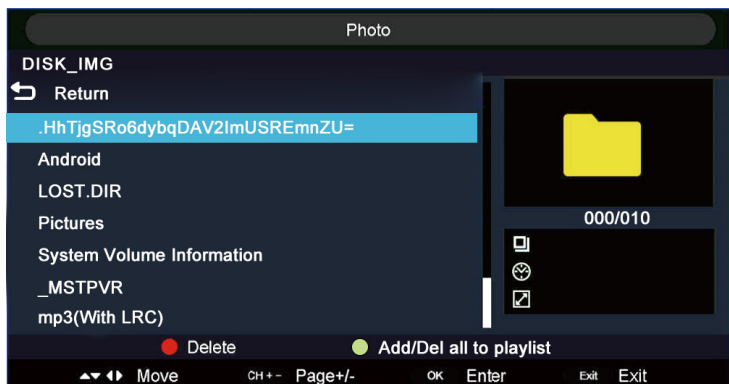 Photo
DISK_IMG
Return
.HhTjgSRo6dybqDAV2ImUSREmnZU=
Android
LOST.DIR
Pictures
000/010
System Volume Information
_MSTPVR
mp3(With LRC)
Delete Add/Del all to playlist
Move CH + - Page+/- OK Enter Exit Exit